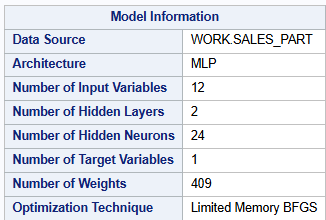 Model Information
Data Source WORK.SALES_PART
Architecture MLP
Number of Input Variables 12
Number of Hidden Layers 2
Number of Hidden Neurons 24
Number of Target Variables 1
Number of Weights 409
Optimization Technique Limited Memory BFGS